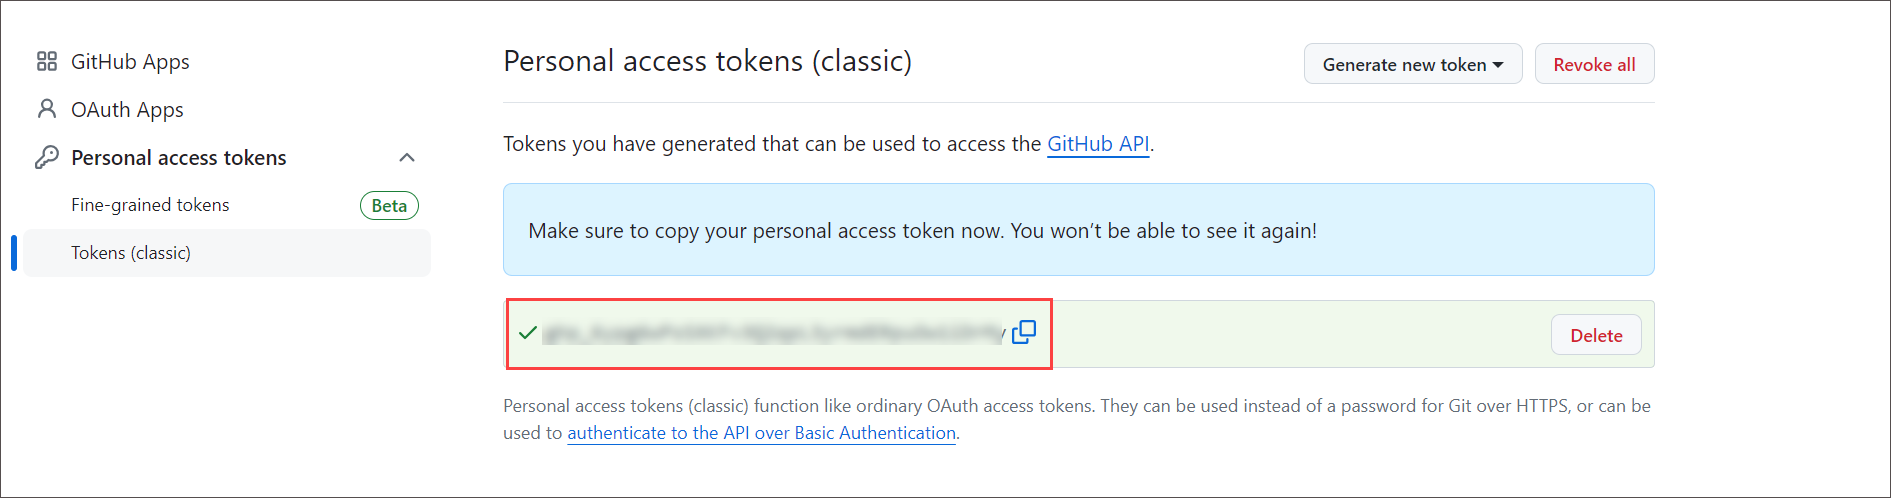 GitHub Apps
OAuth Apps
Personal access tokens
Fine-grained tokens Beta
Tokens (classic)
Personal access tokens (classic)
Generate new token
Revoke all
Tokens you have generated that can be used to access the GitHub API.
Make sure to copy your personal access token now. You won’t be able to see it again!
Delete
Personal access tokens (classic) function like ordinary OAuth access tokens. They can be used instead of a password for Git over HTTPS, or can be
used to authenticate to the API over Basic Authentication.